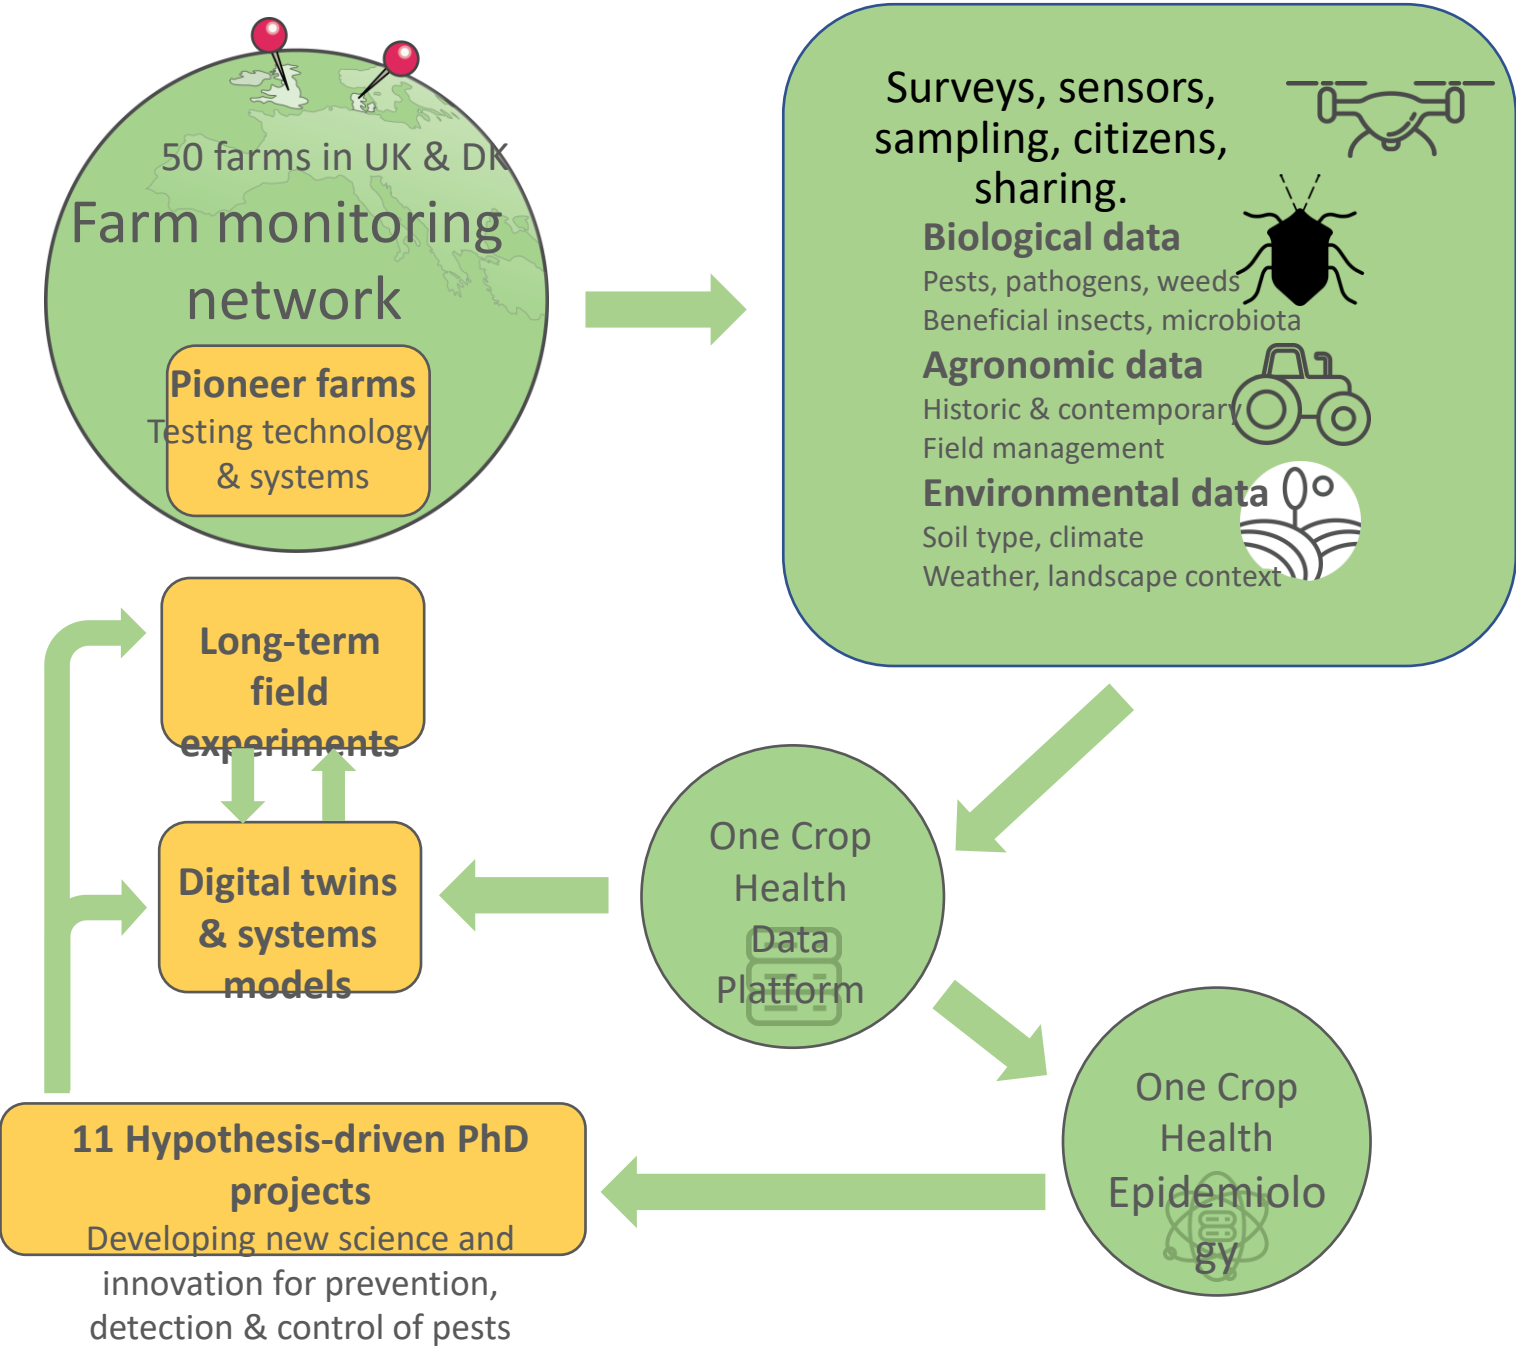 50 farms in UK & DK
Farm monitoring
network
Pioneer farms
Testing technology
& systems
Surveys, sensors,
sampling, citizens,
sharing.
Biological data
Pests, pathogens, weeds
Beneficial insects, microbiota
Agronomic data
Historic & contemporary
Field management
Environmental data
Soil type, climate
Weather, landscape context
Long-term
field
experiments
Digital twins
& systems
models
One Crop
Health
Data
Platform
One Crop
Health
Epidemiolo
gy
11 Hypothesis-driven PhD
projects
Developing new science and
innovation for prevention,
detection & control of pests